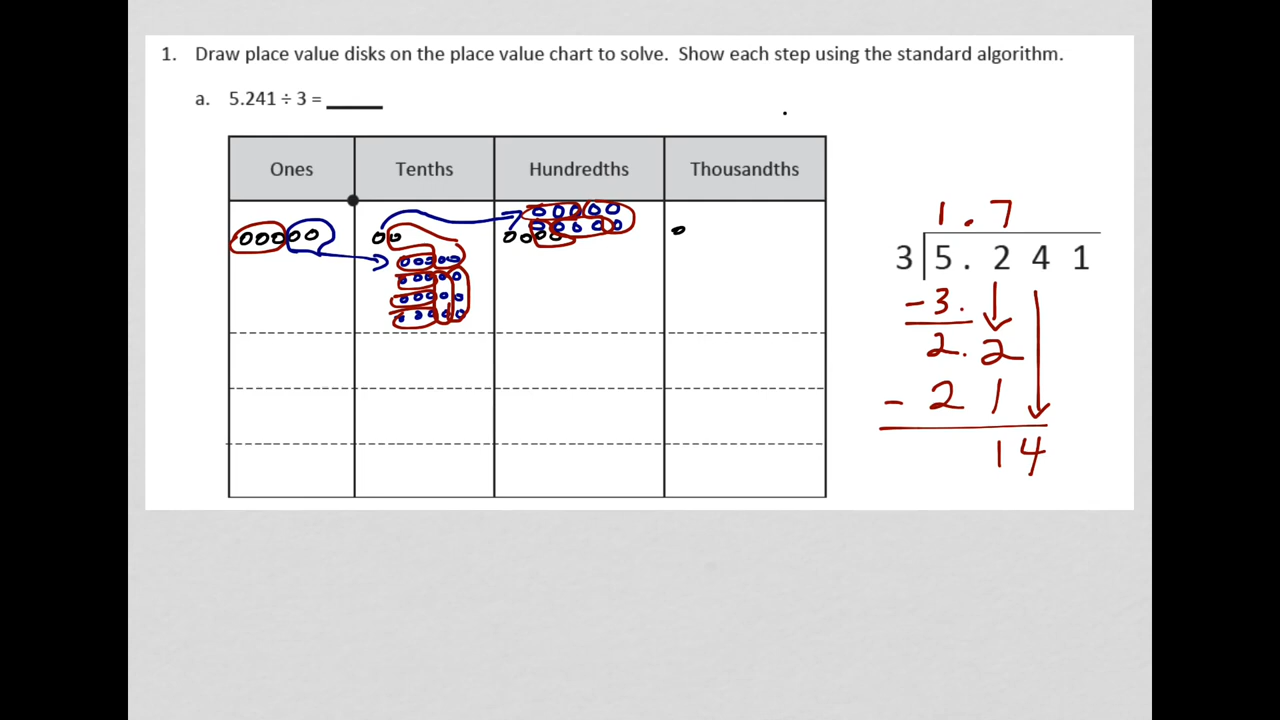 1. Draw place value disks on the place value chart to solve. Show each step using the standard algorithm.
a. 5.241 ÷ 3 = _____
Ones Tenths Hundredths Thousandths
1.7
3 5.241
-3.
2.2
- 21
14